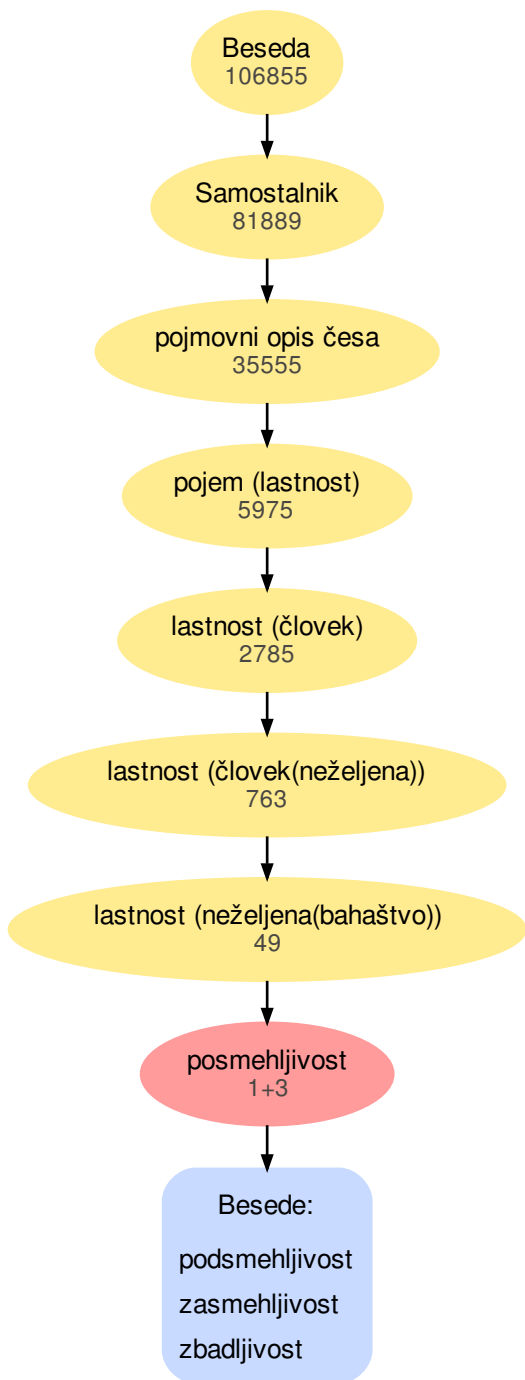 Beseda
106855
Samostalnik
81889
pojmovni opis česa
35555
pojem (lastnost)
5975
lastnost (človek)
2785
lastnost (človek(neželjena))
763
lastnost (neželjena(bahaštvo))
49
posmehljivost
1+3
Besede:
podsmehljivost
zasmehljivost
zbadljivost